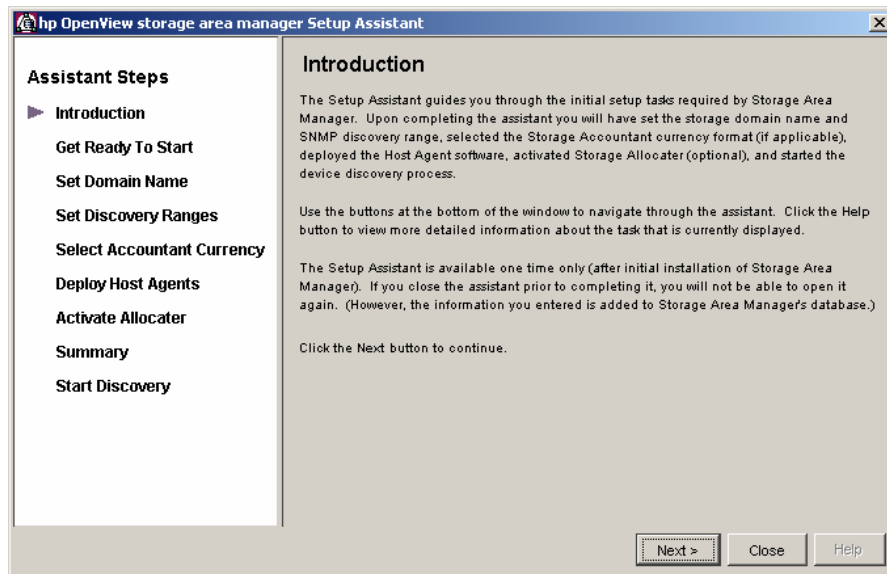 hp OpenView storage area manager Setup Assistant
Assistant Steps
Introduction
Get Ready To Start
Set Domain Name
Set Discovery Ranges
Select Accountant Currency
Deploy Host Agents
Activate Allocater
Summary
Start Discovery
Introduction
The Setup Assistant guides you through the initial setup tasks required by Storage Area
Manager. Upon completing the assistant you will have set the storage domain name and
SNMP discovery range, selected the Storage Accountant currency format (if applicable),
deployed the Host Agent software, activated Storage Allocater (optional), and started the
device discovery process.
Use the buttons at the bottom of the window to navigate through the assistant. Click the Help
button to view more detailed information about the task that is currently displayed.
The Setup Assistant is available one time only (after initial installation of Storage Area
Manager). If you close the assistant prior to completing it, you will not be able to open it
again. (However, the information you entered is added to Storage Area Manager's database.)
Click the Next button to continue.
Next >
Close
Help